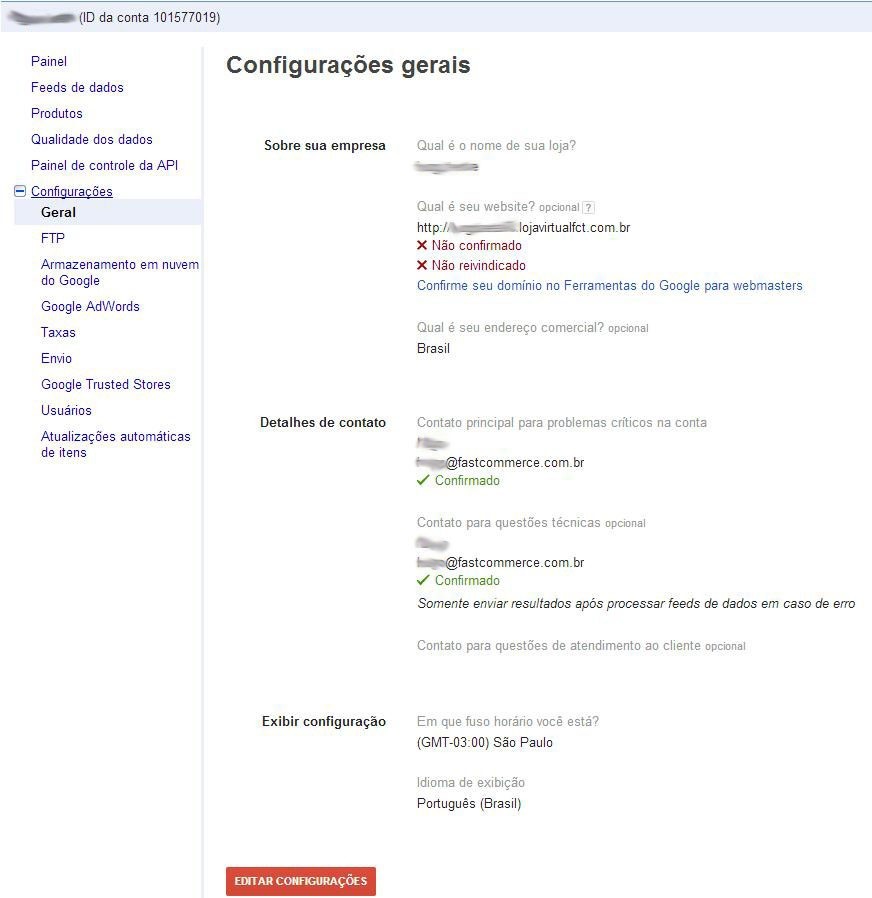 (ID da conta 101577019)
Painel
Feeds de dados
Produtos
Qualidade dos dados
Painel de controle da API
Configurações
Geral
FTP
Armazenamento em nuvem
do Google
Google AdWords
Taxas
Envio
Google Trusted Stores
Usuários
Atualizações automáticas
de itens
Configurações gerais
Sobre sua empresa
Qual é o nome de sua loja?
Qual é seu website? opcional ?
http:// .lojavirtualfct.com.br
Não confirmado
Não reivindicado
Confirme seu domínio no Ferramentas do Google para webmasters
Qual é seu endereço comercial? opcional
Brasil
Detalhes de contato
Contato principal para problemas críticos na conta
@fastcommerce.com.br
Confirmado
Contato para questões técnicas opcional
@fastcommerce.com.br
Confirmado
Somente enviar resultados após processar feeds de dados em caso de erro
Contato para questões de atendimento ao cliente opcional
Exibir configuração
Em que fuso horário você está?
(GMT-03:00) São Paulo
Idioma de exibição
Português (Brasil)
EDITAR CONFIGURAÇÕES